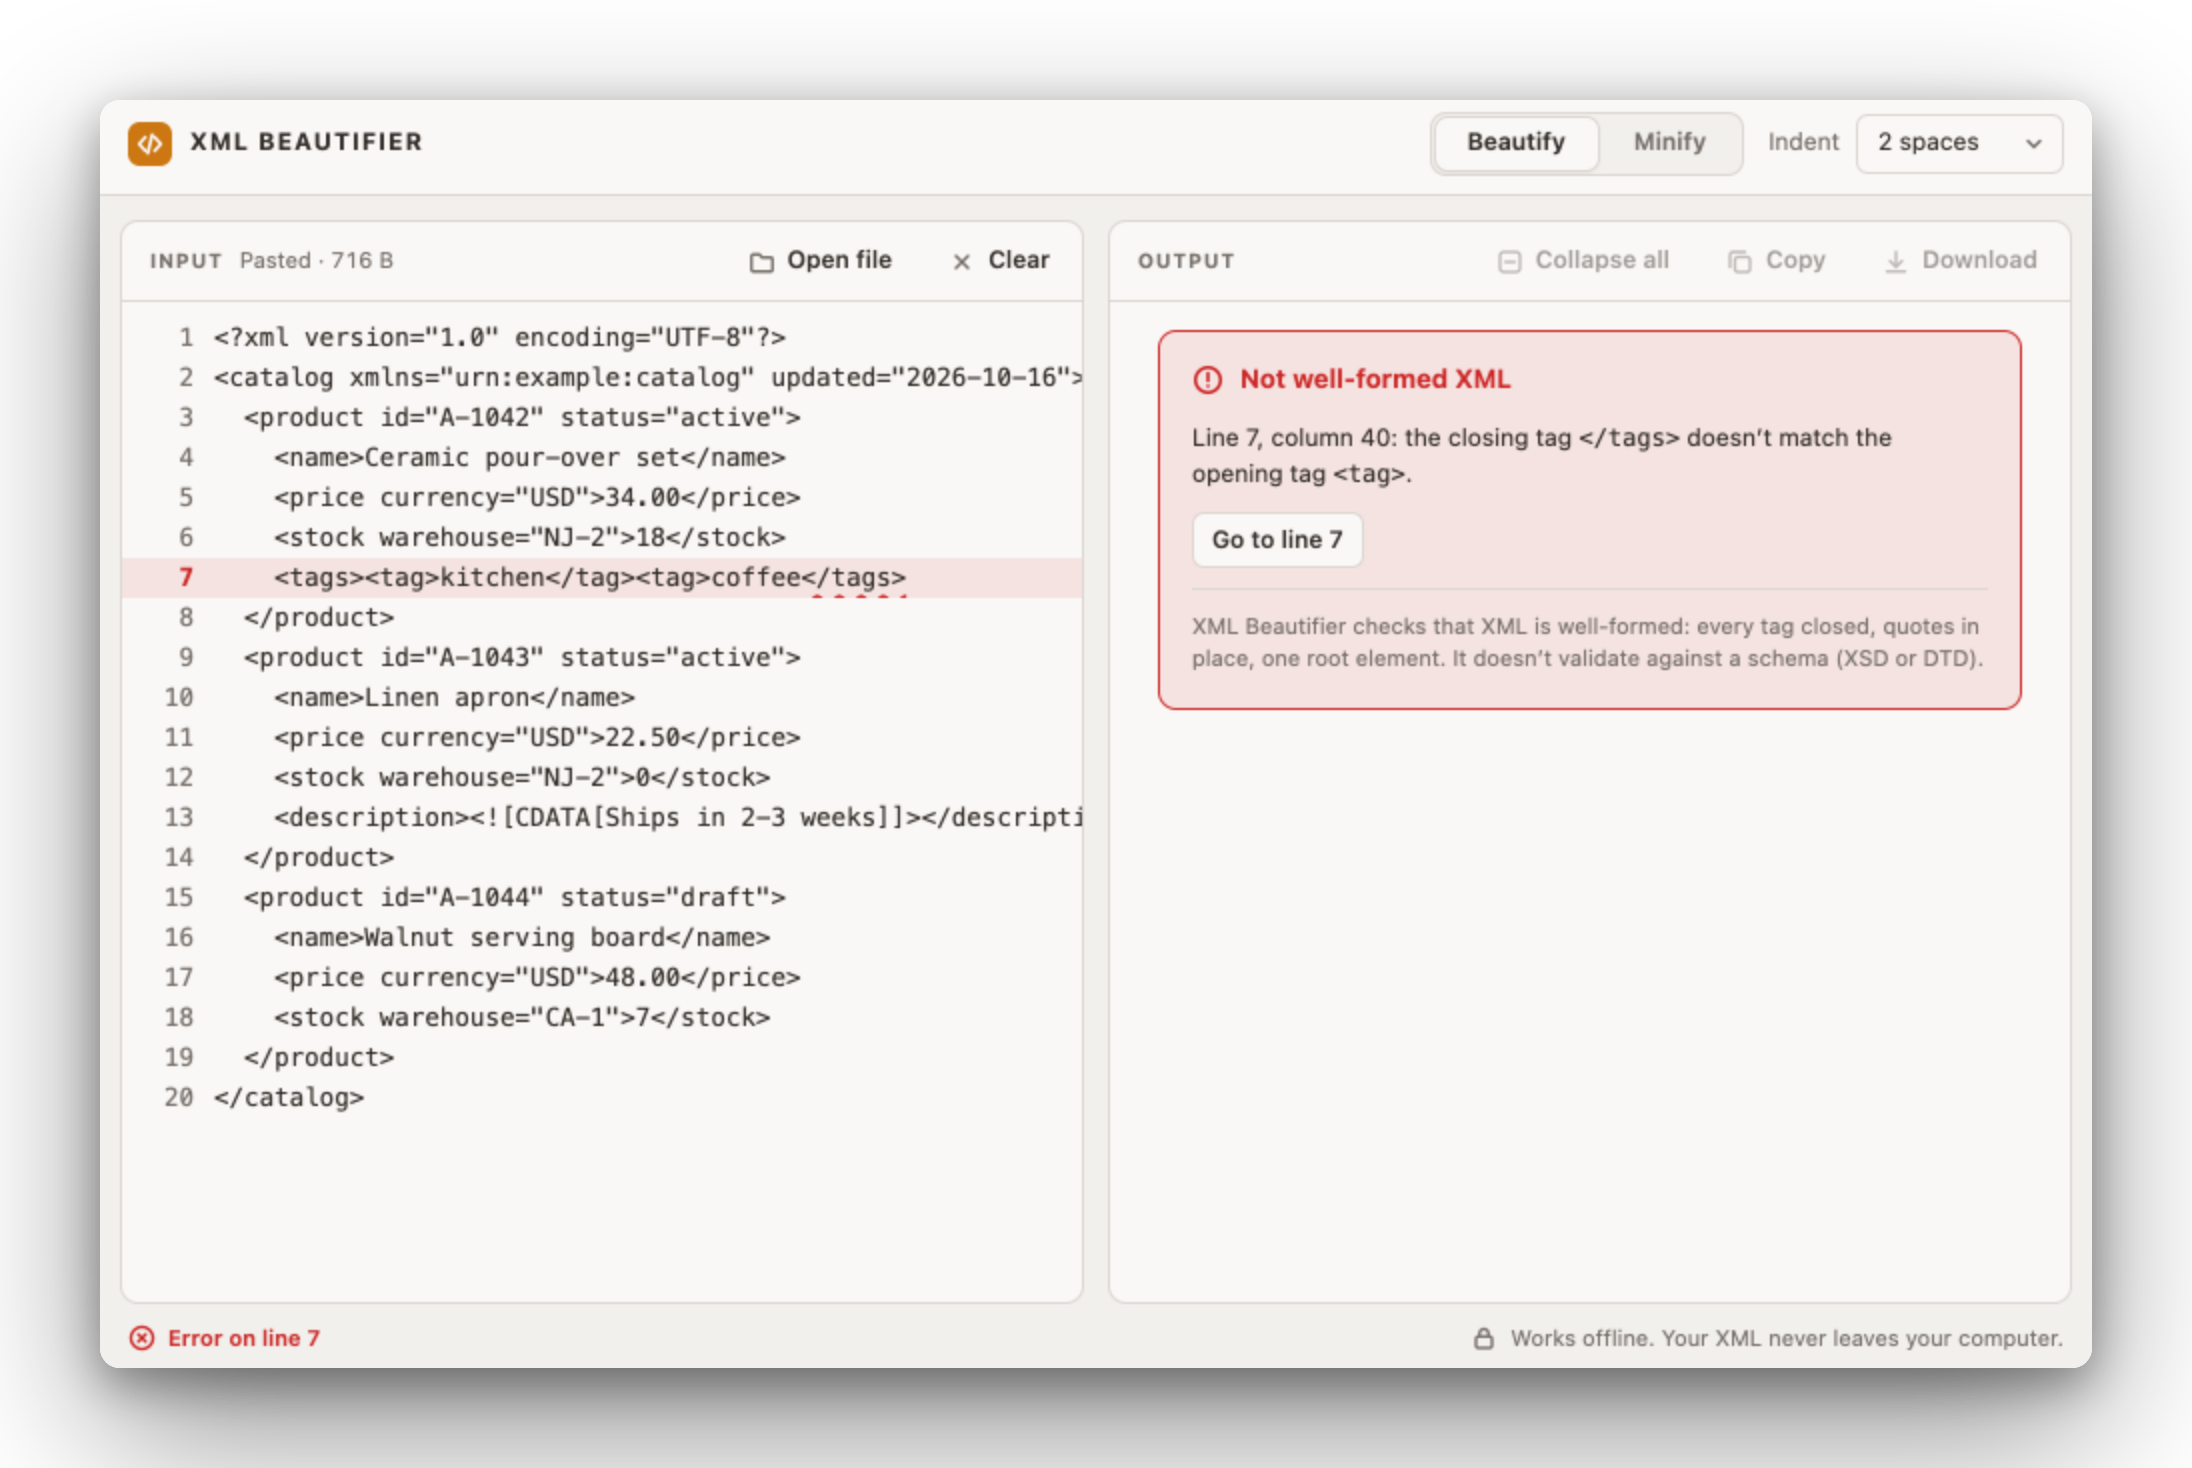 XML BEAUTIFIER
Beautify Minify Indent 2 spaces
INPUT Pasted · 716 B Open file Clear
1 <?xml version="1.0" encoding="UTF-8"?>
2 <catalog xmlns="urn:example:catalog" updated="2026-10-16">
3   <product id="A-1042" status="active">
4     <name>Ceramic pour-over set</name>
5     <price currency="USD">34.00</price>
6     <stock warehouse="NJ-2">18</stock>
7     <tags><tag>kitchen</tag><tag>coffee</tags>
8   </product>
9   <product id="A-1043" status="active">
10     <name>Linen apron</name>
11     <price currency="USD">22.50</price>
12     <stock warehouse="NJ-2">0</stock>
13     <description><![CDATA[Ships in 2-3 weeks]]></descripti
14   </product>
15   <product id="A-1044" status="draft">
16     <name>Walnut serving board</name>
17     <price currency="USD">48.00</price>
18     <stock warehouse="CA-1">7</stock>
19   </product>
20 </catalog>
OUTPUT Collapse all Copy Download
Not well-formed XML
Line 7, column 40: the closing tag </tags> doesn’t match the
opening tag <tag>.
Go to line 7
XML Beautifier checks that XML is well-formed: every tag closed, quotes in
place, one root element. It doesn’t validate against a schema (XSD or DTD).
Error on line 7
Works offline. Your XML never leaves your computer.